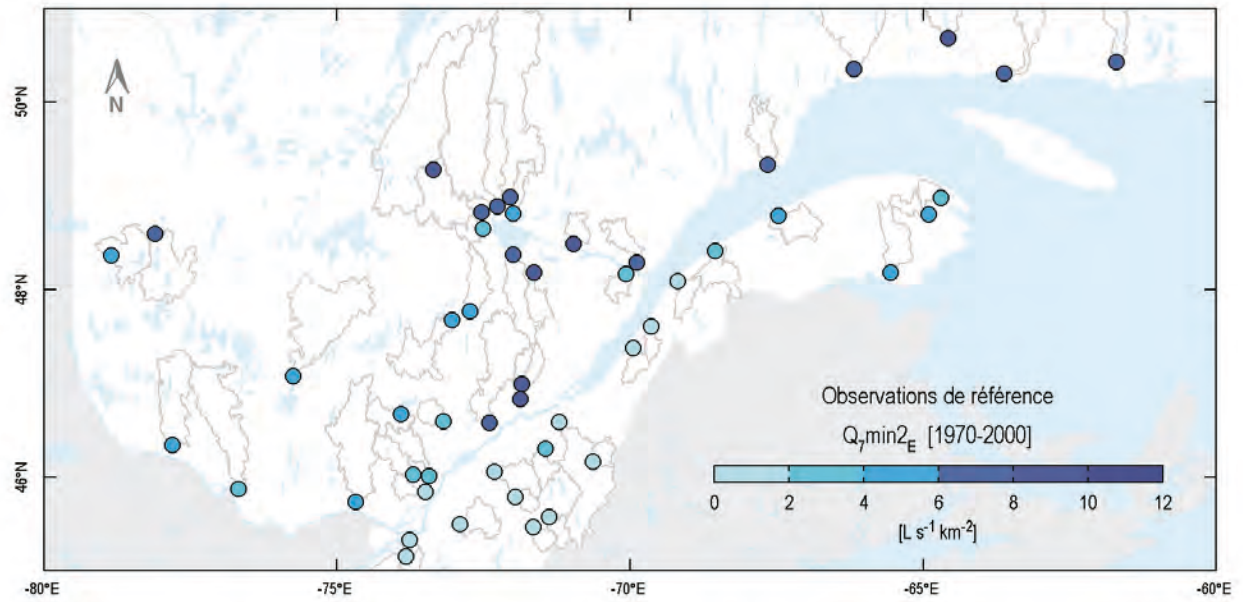 50°N
48°N
46°N
N
Observations de référence
Q7min2E [1970-2000]
0 2 4 6 8 10 12
[L s-1 km-2]
-80°E -75°E -70°E -65°E -60°E